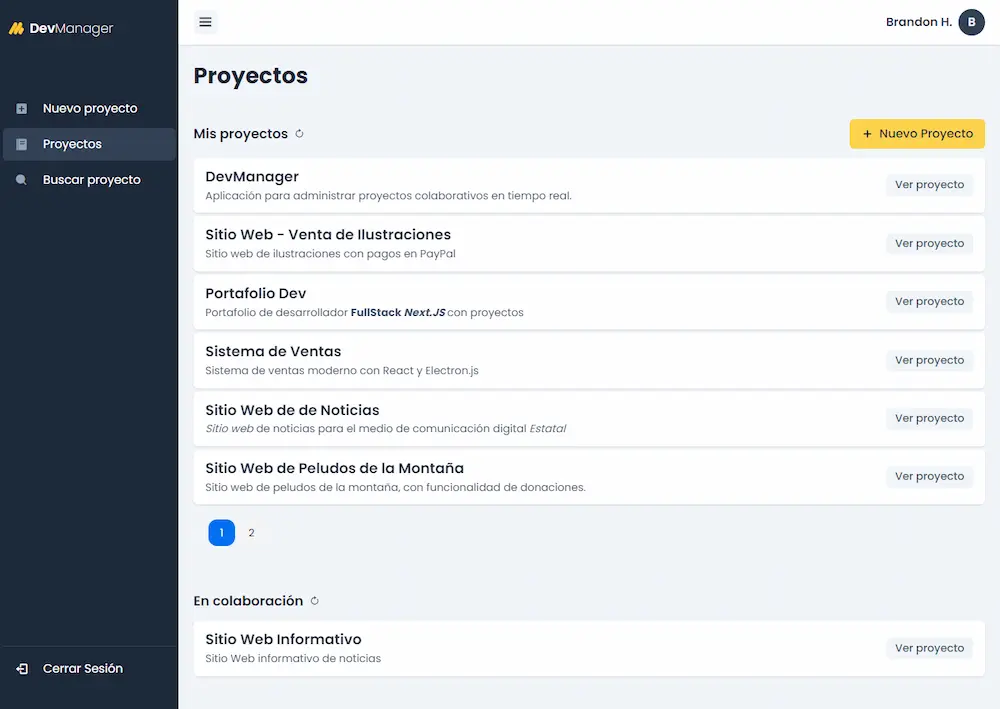 DevManager
Brandon H.
B
Nuevo proyecto
Proyectos
Buscar proyecto
Cerrar Sesión
Proyectos
Mis proyectos
+ Nuevo Proyecto
DevManager
Aplicación para administrar proyectos colaborativos en tiempo real.
Ver proyecto
Sitio Web - Venta de Ilustraciones
Sitio web de ilustraciones con pagos en PayPal
Ver proyecto
Portafolio Dev
Portafolio de desarrollador FullStack Next.JS con proyectos
Ver proyecto
Sistema de Ventas
Sistema de ventas moderno con React y Electron.js
Ver proyecto
Sitio Web de de Noticias
Sitio web de noticias para el medio de comunicación digital Estatal
Ver proyecto
Sitio Web de Peludos de la Montaña
Sitio web de peludos de la montaña, con funcionalidad de donaciones.
Ver proyecto
1 2
En colaboración
Sitio Web Informativo
Sitio Web informativo de noticias
Ver proyecto